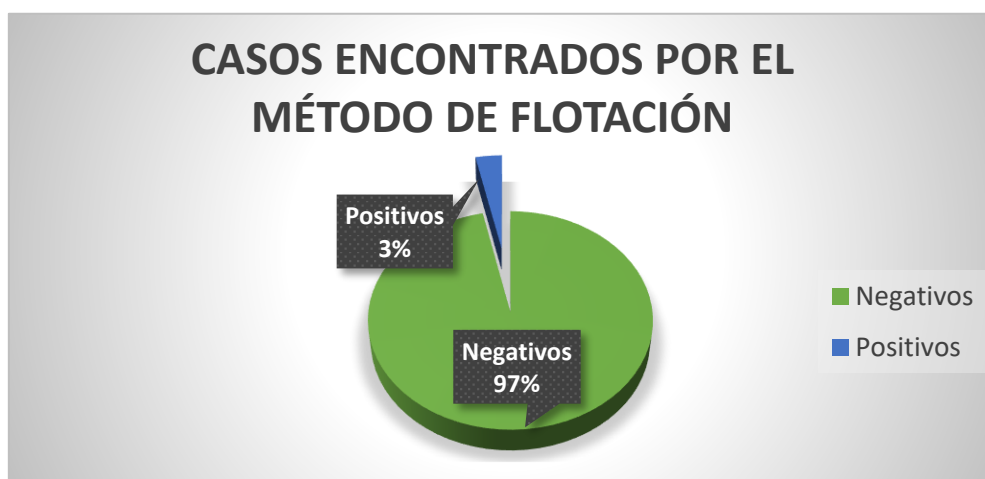 CASOS ENCONTRADOS POR EL
MÉTODO DE FLOTACIÓN
Positivos
3%
Negativos
97%
Negativos
Positivos